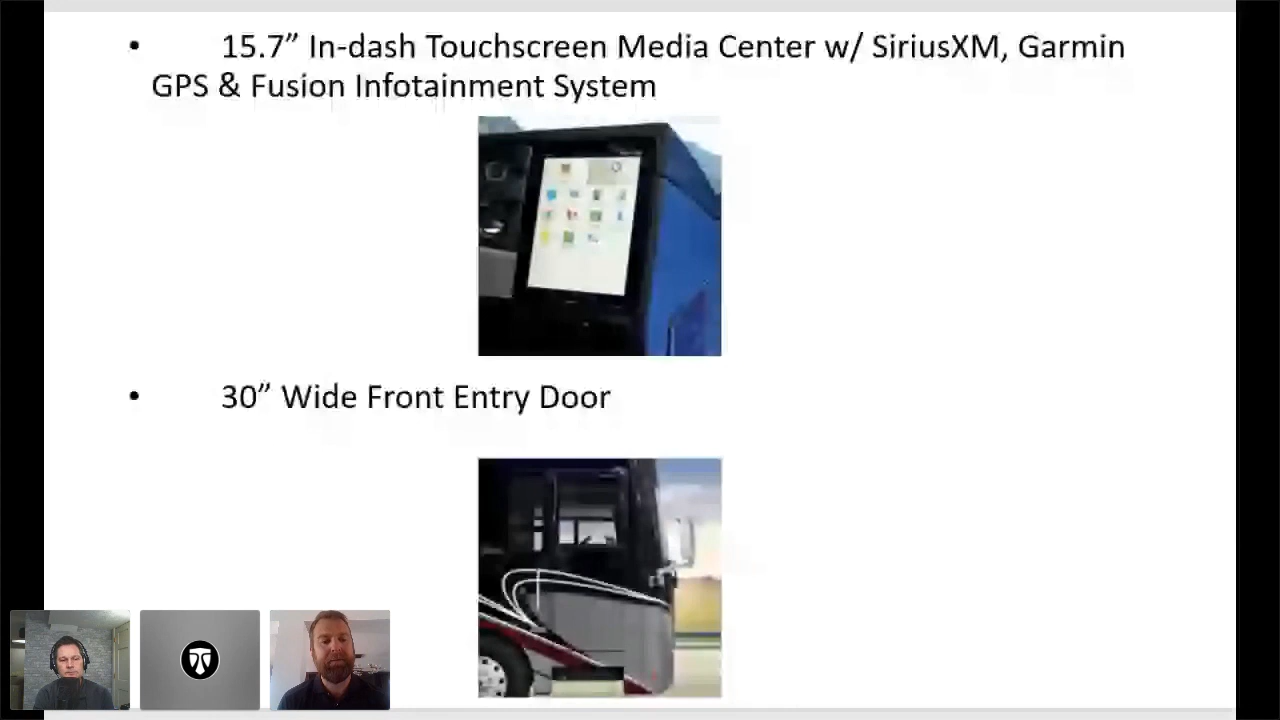 • 15.7” In-dash Touchscreen Media Center w/ SiriusXM, Garmin
GPS & Fusion Infotainment System
• 30” Wide Front Entry Door